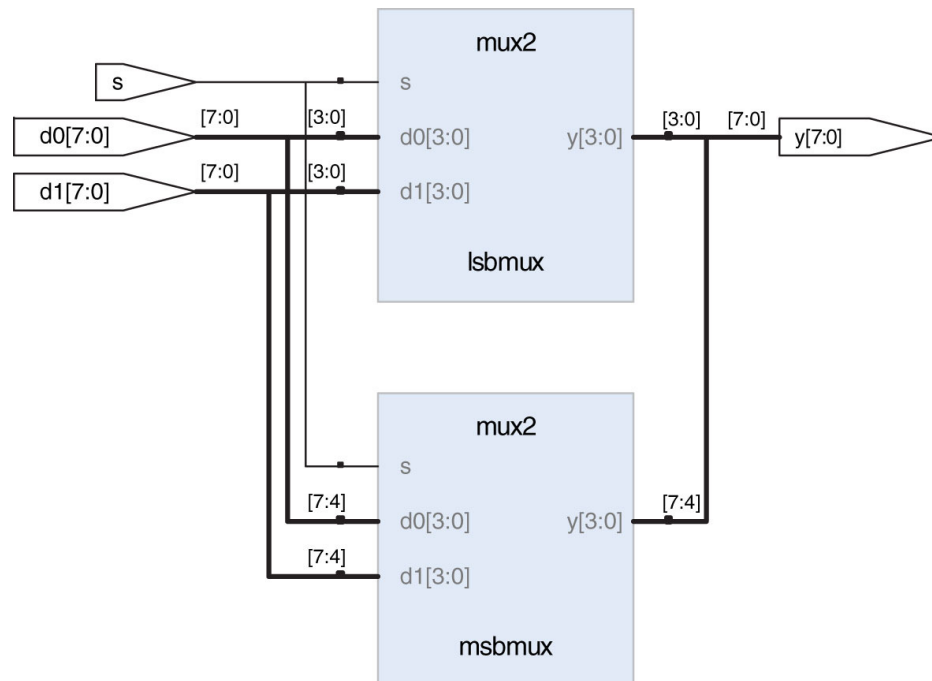 mux2
s
s
[7:0]
[3:0]
[3:0]
[7:0]
d0[7:0]
d0[3:0]
y[3:0]
y[7:0]
[7:0]
[3:0]
d1[7:0]
d1[3:0]
lsbmux
mux2
s
[7:4]
[7:4]
d0[3:0]
y[3:0]
[7:4]
d1[3:0]
msbmux